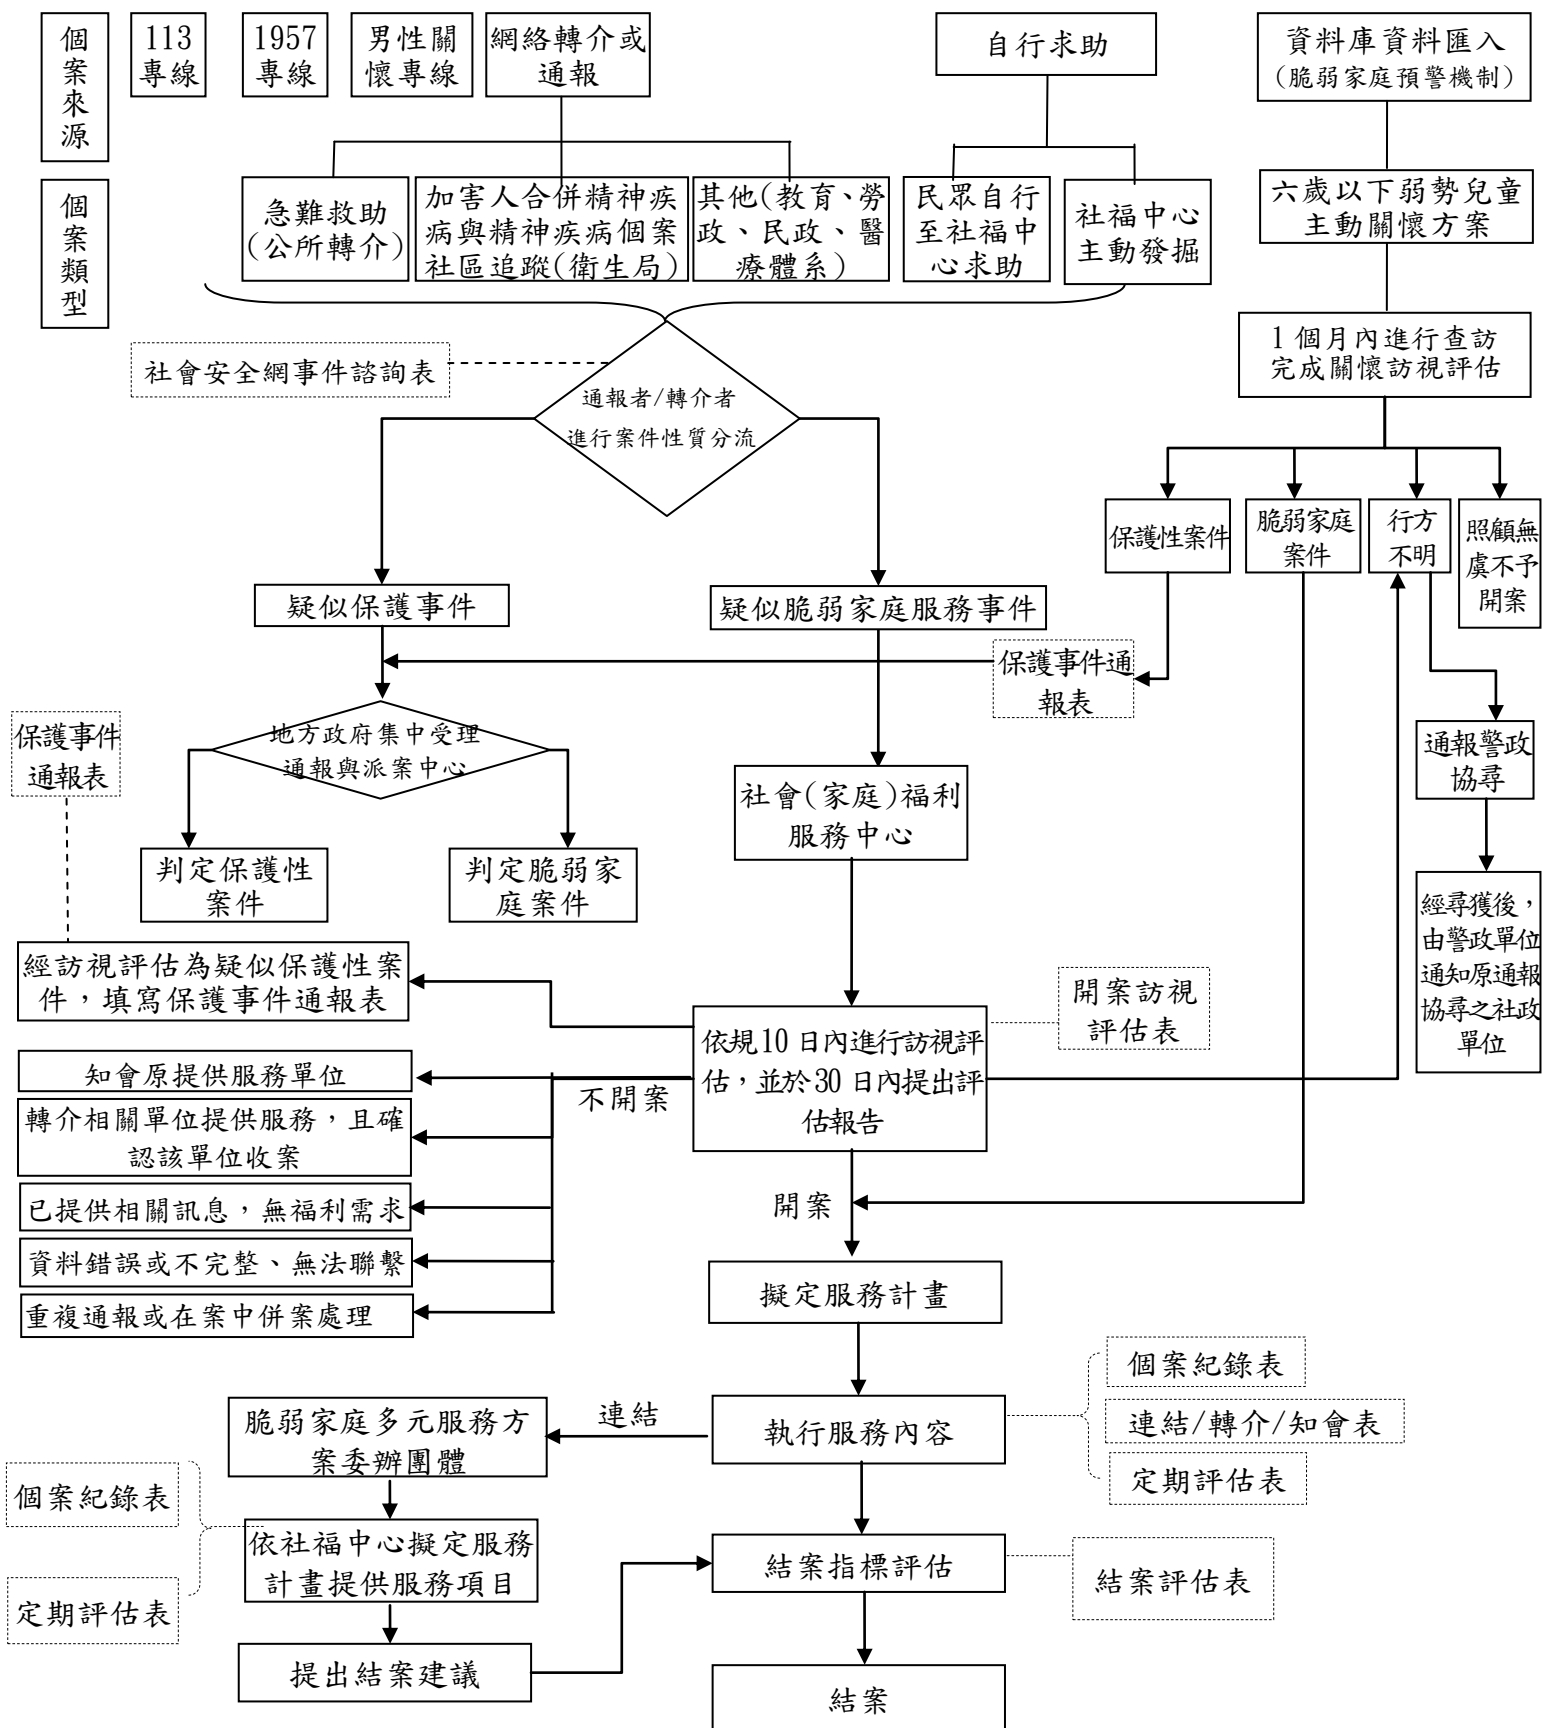 個
案
來
源
113
專線
1957
專線
男性關
懷專線
網絡轉介或
通報
自行求助
資料庫資料匯入
(脆弱家庭預警機制)
個
案
類
型
急難救助
(公所轉介)
加害人合併精神疾
病與精神疾病個案
社區追蹤(衛生局)
其他(教育、勞
政、民政、醫
療體系)
民眾自行
至社福中
心求助
社福中心
主動發掘
六歲以下弱勢兒童
主動關懷方案
社會安全網事件諮詢表
通報者/轉介者
進行案件性質分流
1 個月內進行查訪
完成關懷訪視評估
保護性案件
脆弱家庭
案件
行方
不明
照顧無
虞不予
開案
疑似保護事件
疑似脆弱家庭服務事件
保護事件通
報表
保護事件
通報表
地方政府集中受理
通報與派案中心
社會(家庭)福利
服務中心
通報警政
協尋
判定保護性
案件
判定脆弱家
庭案件
經尋獲後,
由警政單位
通知原通報
協尋之社政
單位
經訪視評估為疑似保護性案
件,填寫保護事件通報表
開案訪視
評估表
依規 10 日內進行訪視評
估,並於 30 日內提出評
估報告
不開案
知會原提供服務單位
轉介相關單位提供服務,且確
認該單位收案
已提供相關訊息,無福利需求
資料錯誤或不完整、無法聯繫
重複通報或在案中併案處理
開案
擬定服務計畫
執行服務內容
個案紀錄表
連結/轉介/知會表
定期評估表
連結
脆弱家庭多元服務方
案委辦團體
個案紀錄表
定期評估表
依社福中心擬定服務
計畫提供服務項目
提出結案建議
結案指標評估
結案評估表
結案